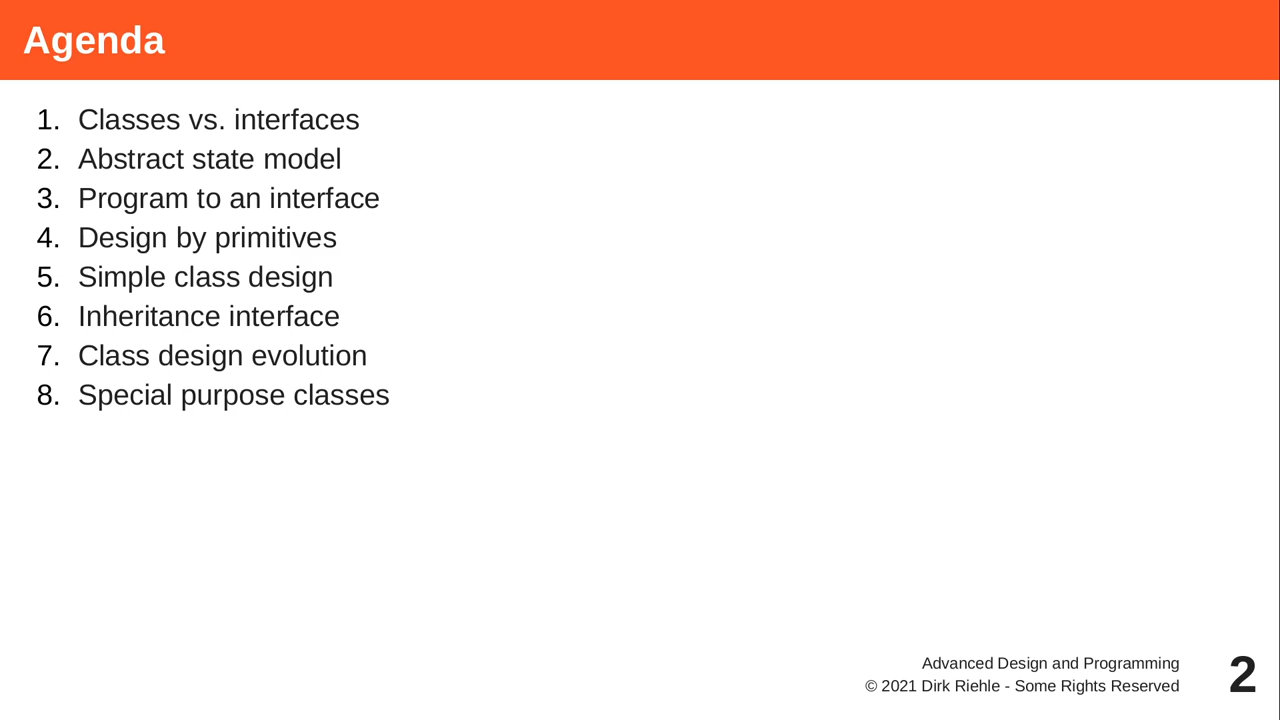 Agenda
1. Classes vs. interfaces
2. Abstract state model
3. Program to an interface
4. Design by primitives
5. Simple class design
6. Inheritance interface
7. Class design evolution
8. Special purpose classes
Advanced Design and Programming
© 2021 Dirk Riehle - Some Rights Reserved
2